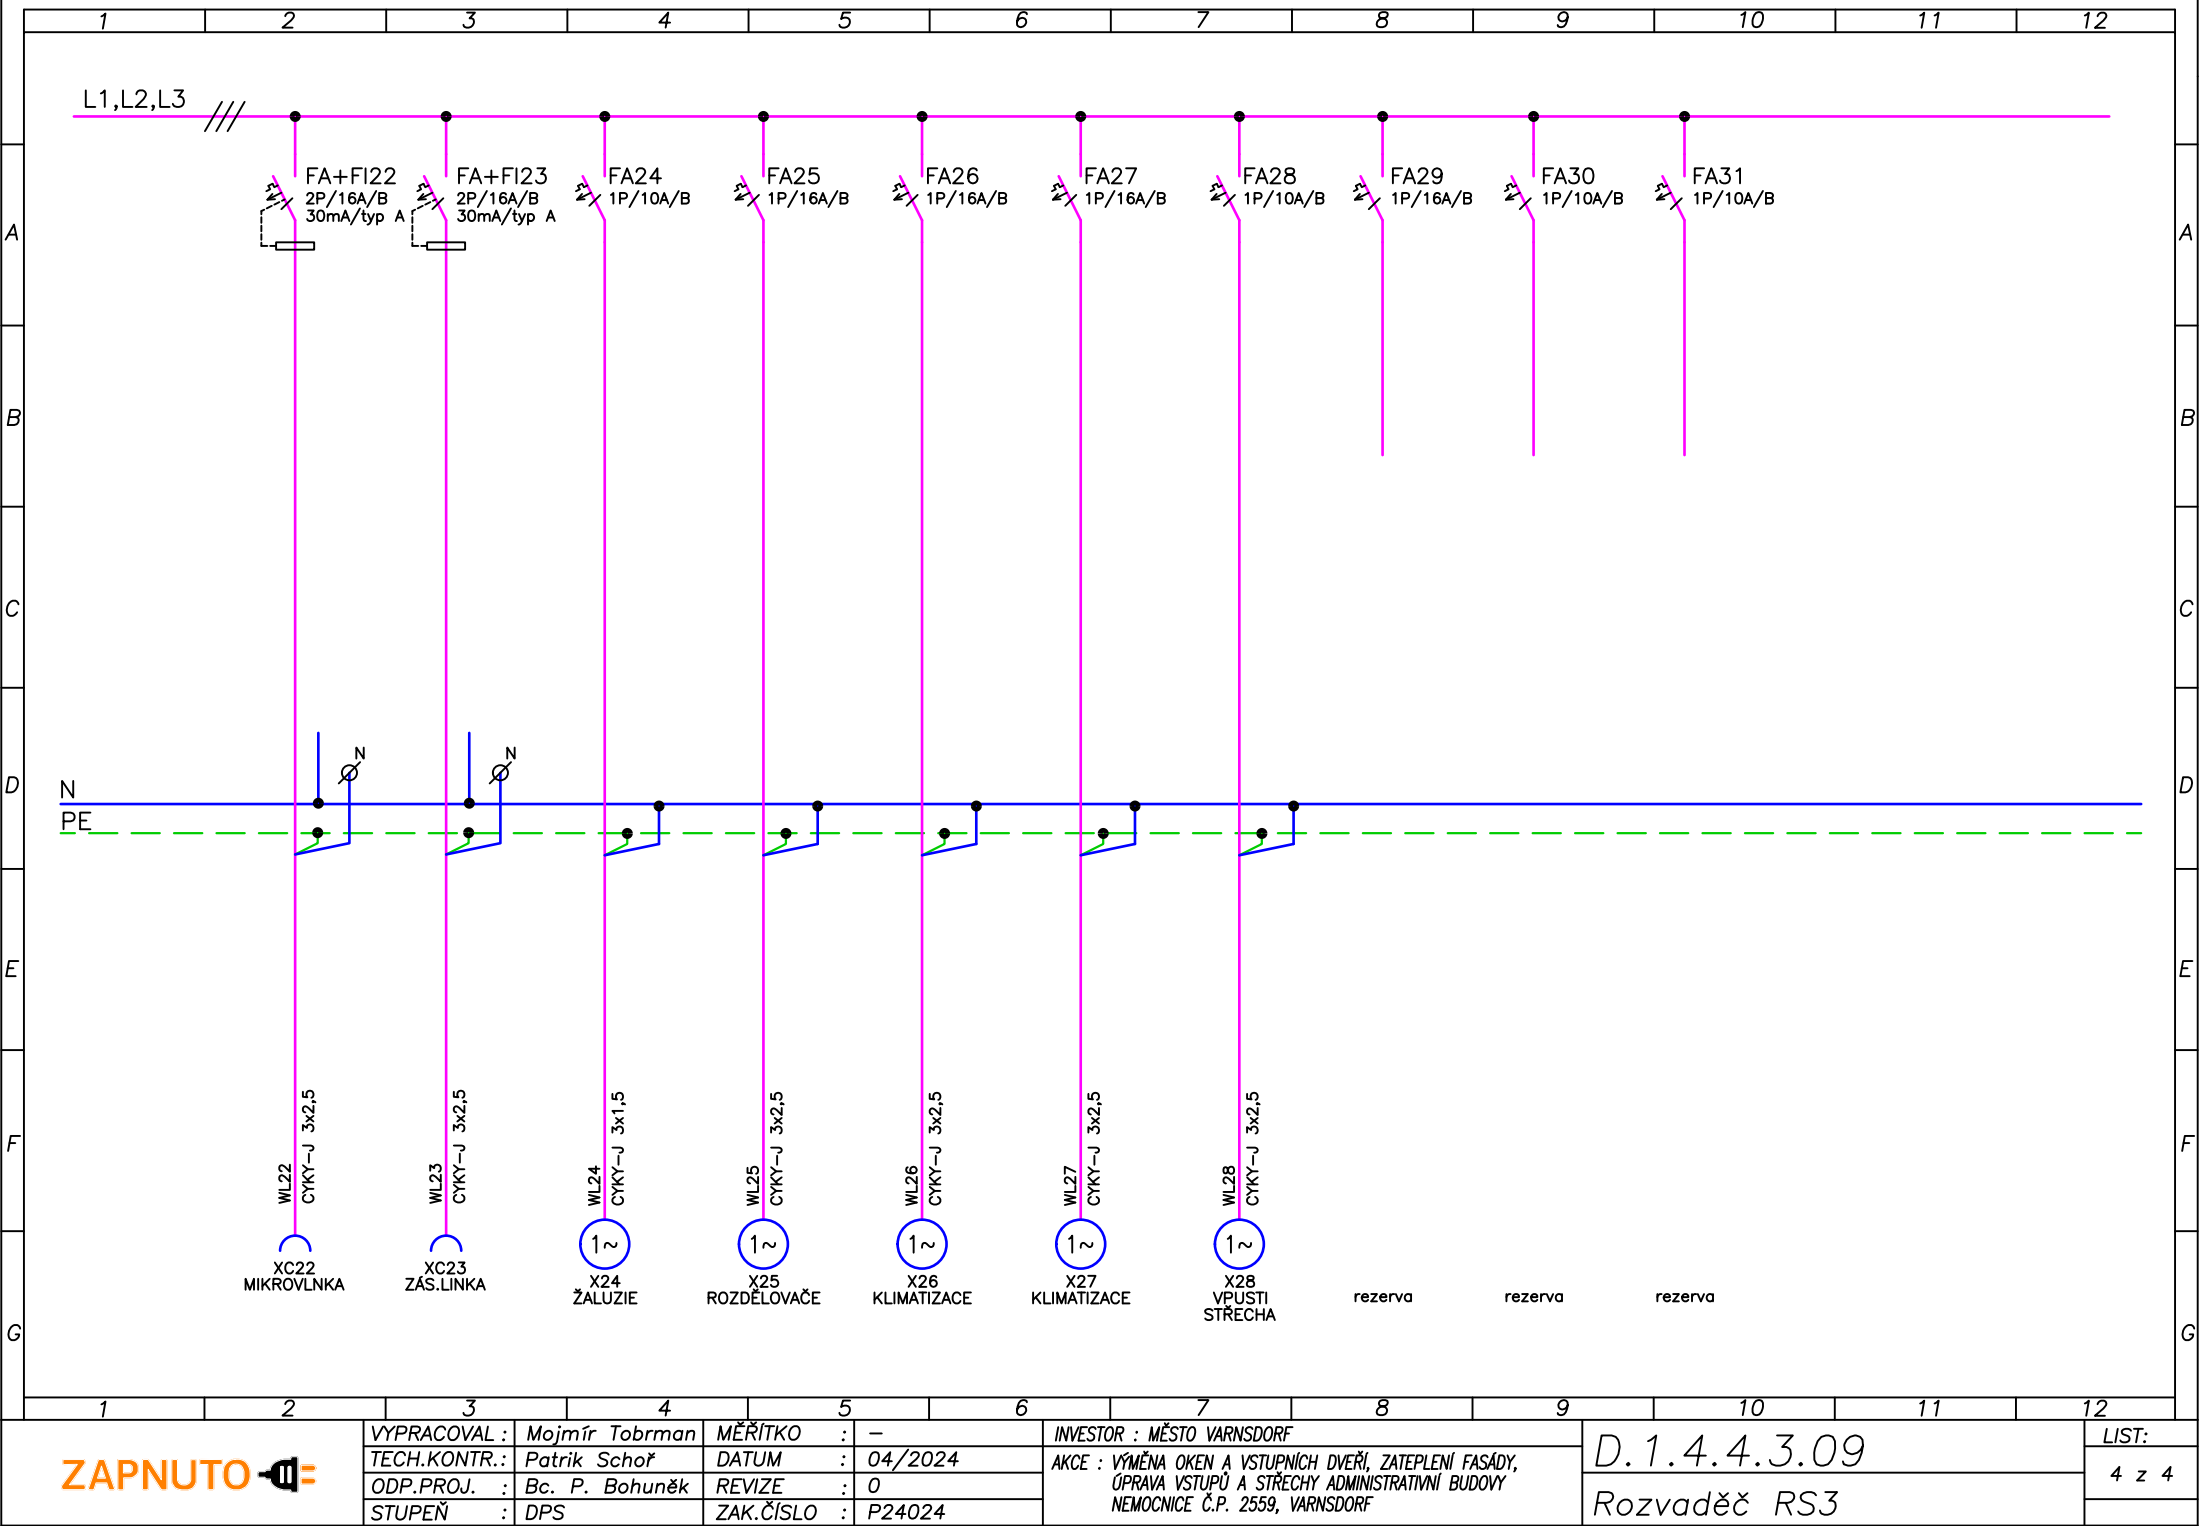 1 2 3 4 5 6 7 8 9 10 11 12
L1,L2,L3
FA+FI22
2P/16A/B
30mA/typ A
FA+FI23
2P/16A/B
30mA/typ A
FA24
1P/10A/B
FA25
1P/16A/B
FA26
1P/16A/B
FA27
1P/16A/B
FA28
1P/10A/B
FA29
1P/16A/B
FA30
1P/10A/B
FA31
1P/10A/B
A A
B B
C C
N N
D D
N
PE
E E
F F
WL22
CYKY-J 3x2,5
WL23
CYKY-J 3x2,5
WL24
CYKY-J 3x1,5
WL25
CYKY-J 3x2,5
WL26
CYKY-J 3x2,5
WL27
CYKY-J 3x2,5
WL28
CYKY-J 3x2,5
1~ 1~ 1~ 1~ 1~
XC22
MIKROVLNKA
XC23
ZÁS.LINKA
X24
ŽALUZIE
X25
ROZDĚLOVAČE
X26
KLIMATIZACE
X27
KLIMATIZACE
X28
VPUSTI
STŘECHA
rezerva
rezerva
rezerva
G G
1 2 3 4 5 6 7 8 9 10 11 12
ZAPNUTO
VYPRACOVAL : Mojmír Tobrman
TECH.KONTR.: Patrik Schoř
ODP.PROJ. : Bc. P. Bohuněk
STUPEŇ : DPS
MĚŘÍTKO : –
DATUM : 04/2024
REVIZE : 0
ZAK.ČÍSLO : P24024
INVESTOR : MĚSTO VARNSDORF
AKCE : VÝMĚNA OKEN A VSTUPNÍCH DVEŘÍ, ZATEPLENÍ FASÁDY,
ÚPRAVA VSTUPŮ A STŘECHY ADMINISTRATIVNÍ BUDOVY
NEMOCNICE Č.P. 2559, VARNSDORF
D.1.4.4.3.09
Rozvaděč RS3
LIST:
4 z 4